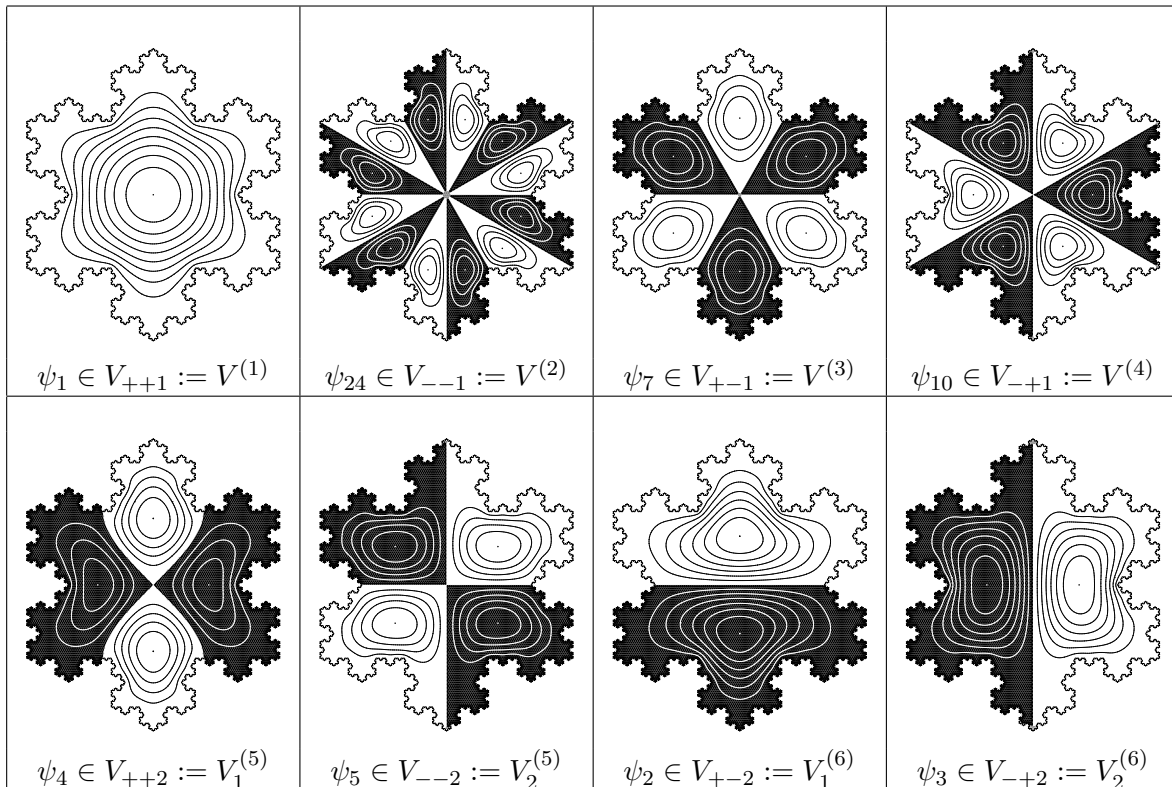 ψ₁ ∈ V₊₊₁ := V⁽¹⁾
ψ₂₄ ∈ V₋₋₁ := V⁽²⁾
ψ₇ ∈ V₊₋₁ := V⁽³⁾
ψ₁₀ ∈ V₋₊₁ := V⁽⁴⁾
ψ₄ ∈ V₊₊₂ := V₁⁽⁵⁾
ψ₅ ∈ V₋₋₂ := V₂⁽⁵⁾
ψ₂ ∈ V₊₋₂ := V₁⁽⁶⁾
ψ₃ ∈ V₋₊₂ := V₂⁽⁶⁾